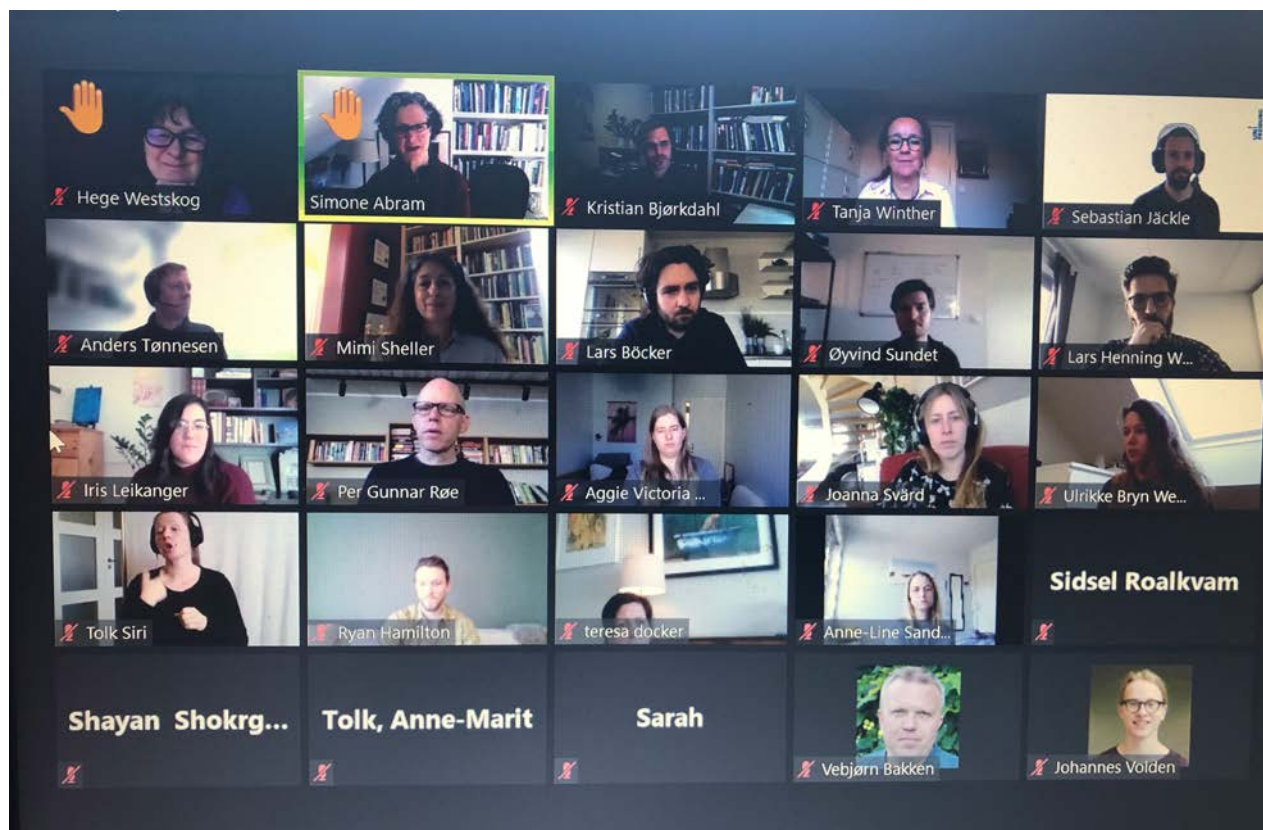 Hege Westskog
Simone Abram
Kristian Bjørkdahl
Tanja Winther
Sebastian Jäckle
Anders Tønnesen
Mimi Sheller
Lars Böcker
Øyvind Sundet
Lars Henning W...
Iris Leikanger
Per Gunnar Røe
Aggie Victoria ...
Joanna Svärd
Ulrikke Bryn We...
Tolk Siri
Ryan Hamilton
teresa docker
Anne-Line Sand...
Sidsel Roalkvam
Shayan Shokrg...
Tolk, Anne-Marit
Sarah
Vebjørn Bakken
Johannes Volden